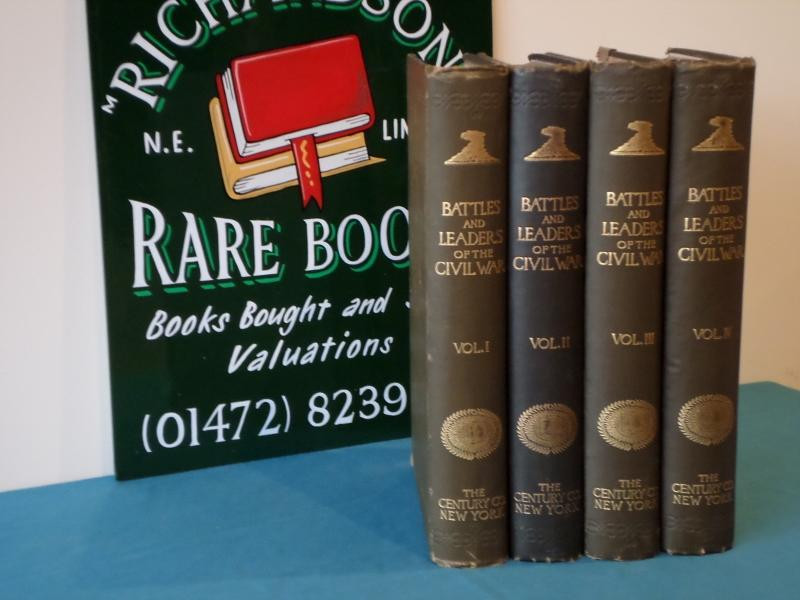 "RICHARDSON
N.E. LIN
RARE BOO
Books Bought and
Valuations
(01472) 8239
BATTLES
AND
LEADERS
OF THE
CIVIL WAR
VOL. I
THE
CENTURY CO.
NEW YORK
BATTLES
AND
LEADERS
OF THE
CIVIL WAR
VOL. II
THE
CENTURY CO.
NEW YORK
BATTLES
AND
LEADERS
OF THE
CIVIL WAR
VOL. III
THE
CENTURY CO.
NEW YORK
BATTLES
AND
LEADERS
OF THE
CIVIL WAR
VOL. IV
THE
CENTURY CO.
NEW YORK